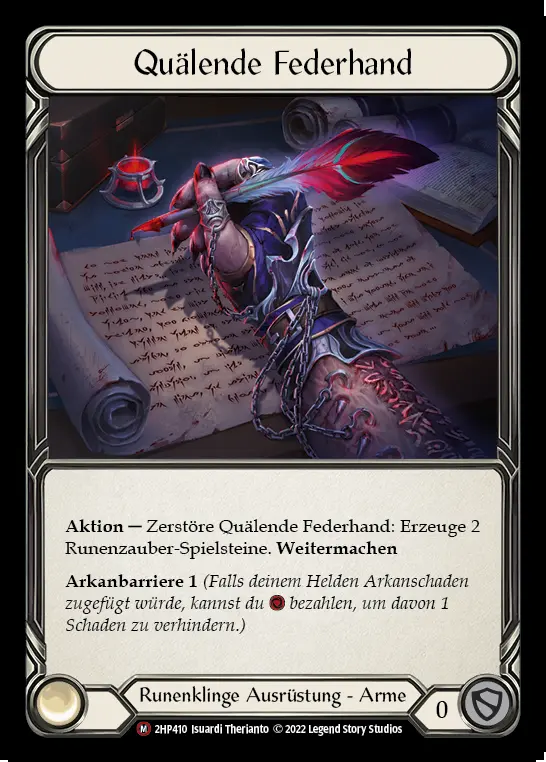 Quälende Federhand
Aktion — Zerstöre Quälende Federhand: Erzeuge 2
Runenzauber-Spielsteine. Weitermachen
Arkanbarriere 1 (Falls deinem Helden Arkanschaden
zugefügt würde, kannst du bezahlen, um davon 1
Schaden zu verhindern.)
Runenklinge Ausrüstung - Arme
0
M 2HP410 Isuardi Therianto © 2022 Legend Story Studios